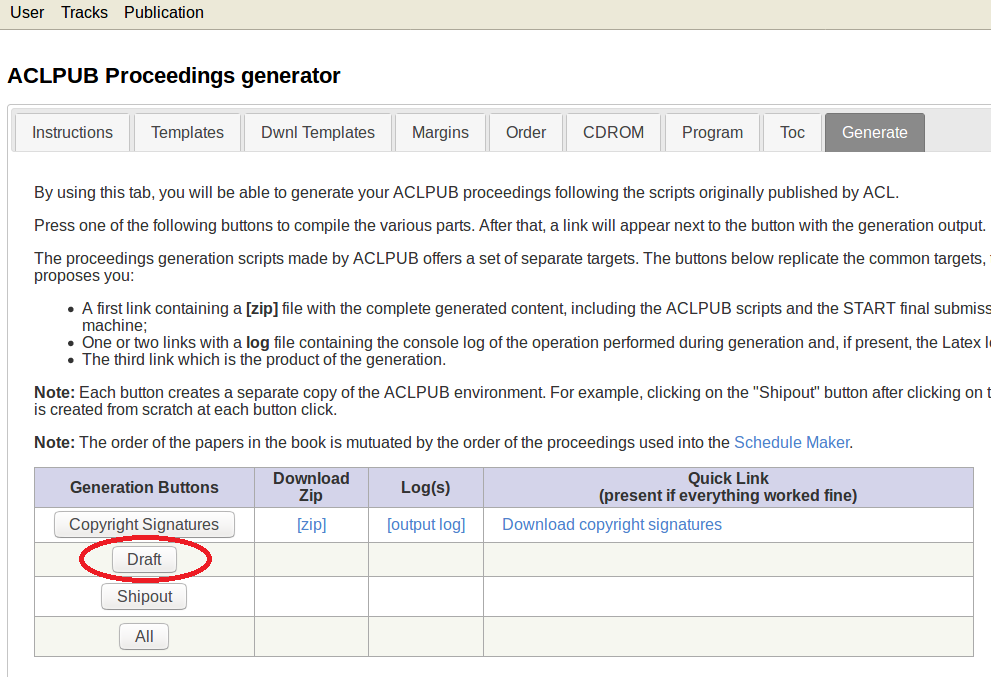 User Tracks Publication
ACLPUB Proceedings generator
Instructions Templates Dwnl Templates Margins Order CDROM Program Toc Generate
By using this tab, you will be able to generate your ACLPUB proceedings following the scripts originally published by ACL.
Press one of the following buttons to compile the various parts. After that, a link will appear next to the button with the generation output.
The proceedings generation scripts made by ACLPUB offers a set of separate targets. The buttons below replicate the common targets,
proposes you:
• A first link containing a [zip] file with the complete generated content, including the ACLPUB scripts and the START final submiss
machine;
• One or two links with a log file containing the console log of the operation performed during generation and, if present, the Latex l
• The third link which is the product of the generation.
Note: Each button creates a separate copy of the ACLPUB environment. For example, clicking on the "Shipout" button after clicking on t
is created from scratch at each button click.
Note: The order of the papers in the book is mutuated by the order of the proceedings used into the Schedule Maker.
Generation Buttons Download Zip Log(s) Quick Link
(present if everything worked fine)
Copyright Signatures [zip] [output log] Download copyright signatures
Draft
Shipout
All